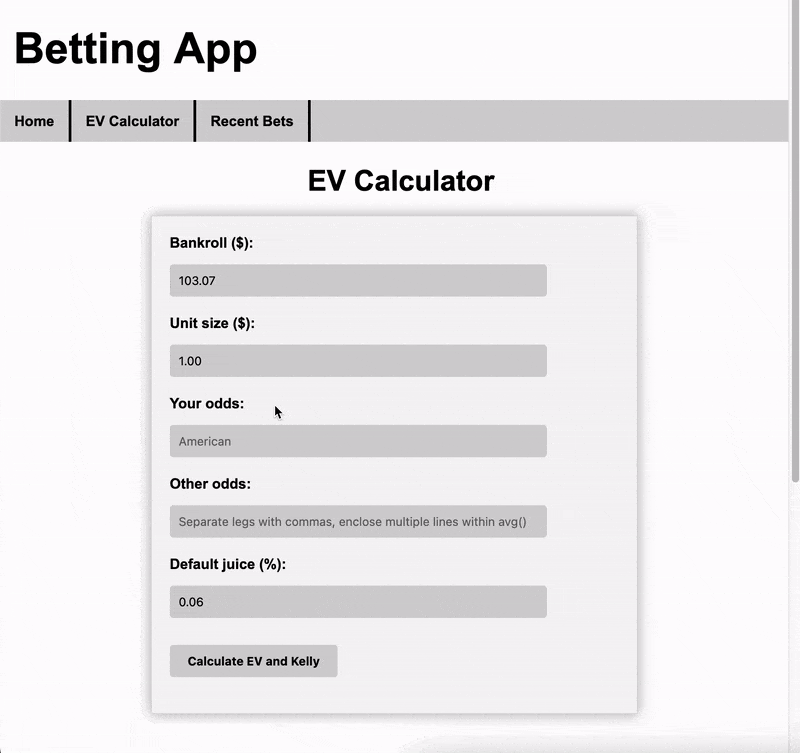 Betting App
Home EV Calculator Recent Bets
EV Calculator
Bankroll ($):
103.07
Unit size ($):
1.00
Your odds:
American
Other odds:
Separate legs with commas, enclose multiple lines within avg()
Default juice (%):
0.06
Calculate EV and Kelly